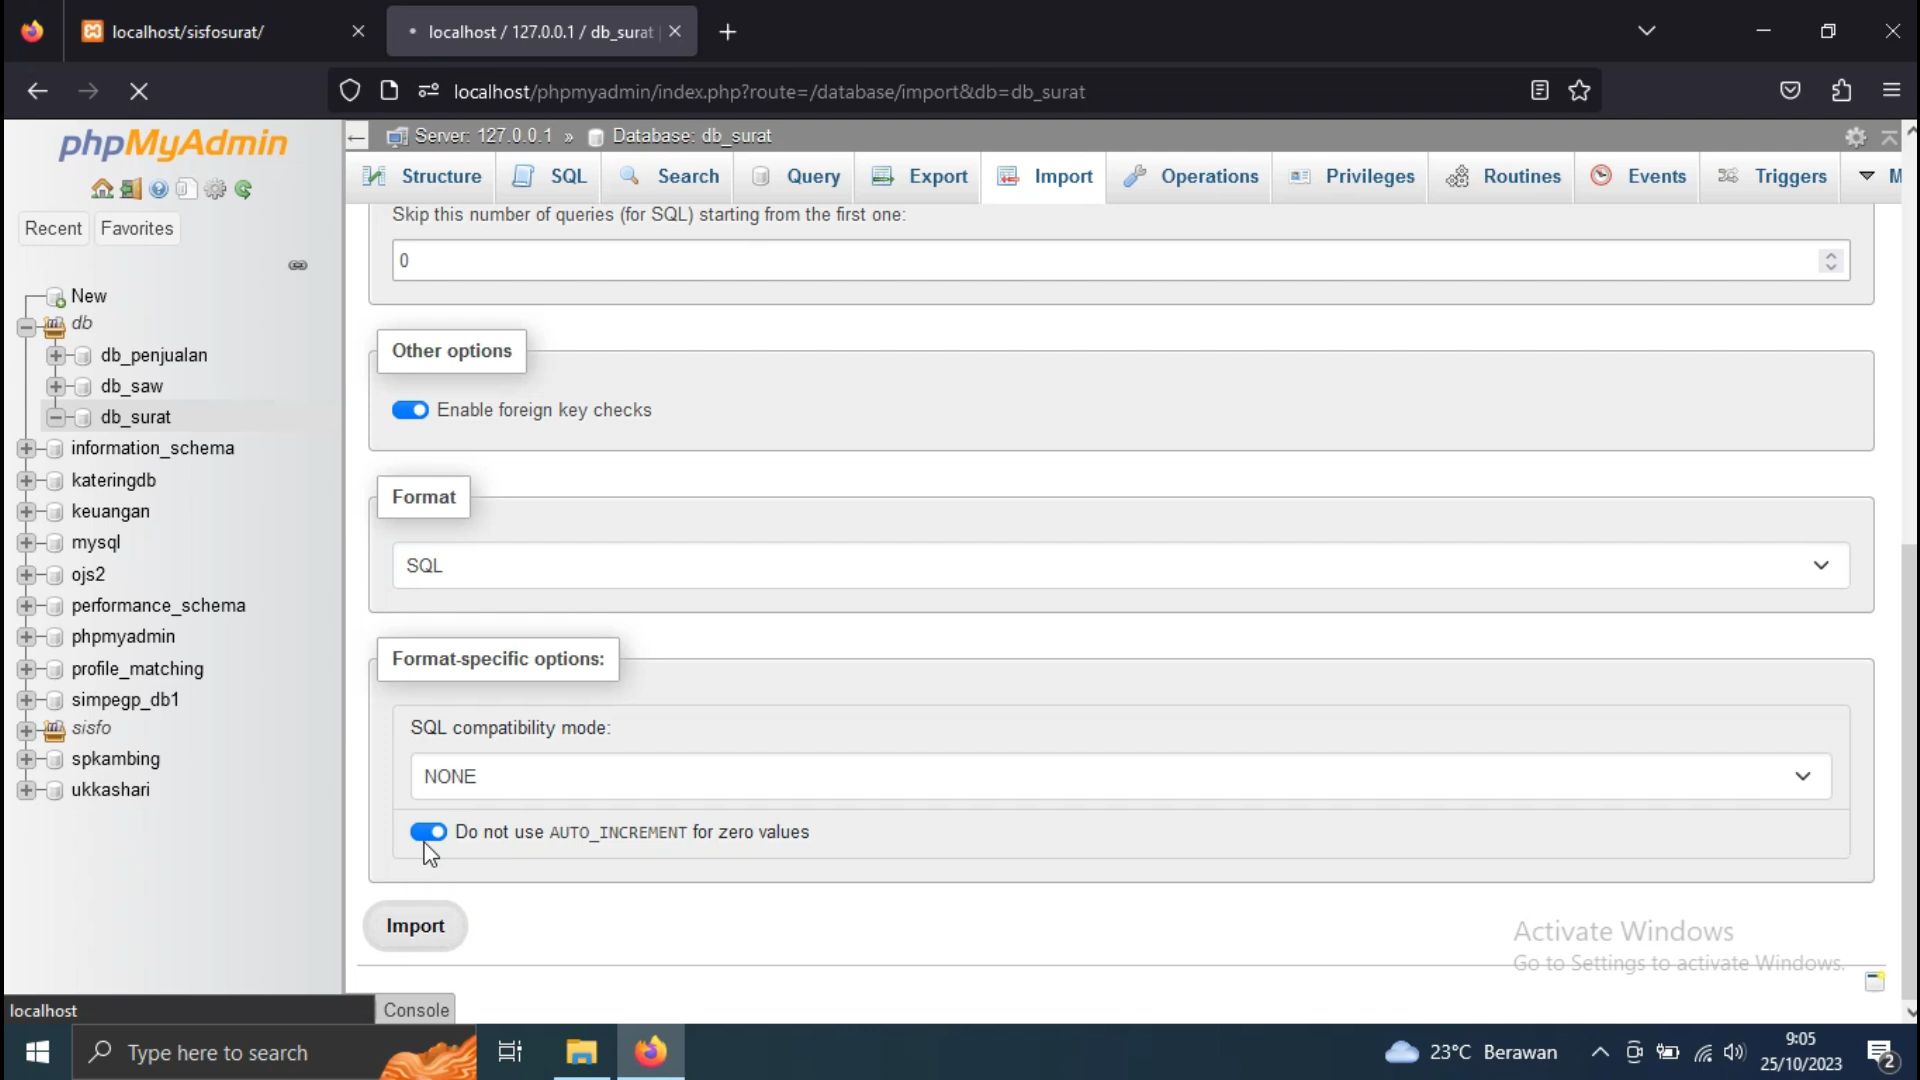 localhost/sisfosurat/
localhost / 127.0.0.1 / db_surat
localhost/phpmyadmin/index.php?route=/database/import&db=db_surat
phpMyAdmin
Server: 127.0.0.1 » Database: db_surat
Structure SQL Search Query Export Import Operations Privileges Routines Events Triggers M
Recent Favorites
New
db
db_penjualan
db_saw
db_surat
information_schema
kateringdb
keuangan
mysql
ojs2
performance_schema
phpmyadmin
profile_matching
simpegp_db1
sisfo
spkambing
ukkashari
Skip this number of queries (for SQL) starting from the first one:
0
Other options
Enable foreign key checks
Format
SQL
Format-specific options:
SQL compatibility mode:
NONE
Do not use AUTO_INCREMENT for zero values
Import
Activate Windows
Go to Settings to activate Windows.
localhost
Console
Type here to search
23°C Berawan
9:05
25/10/2023
2